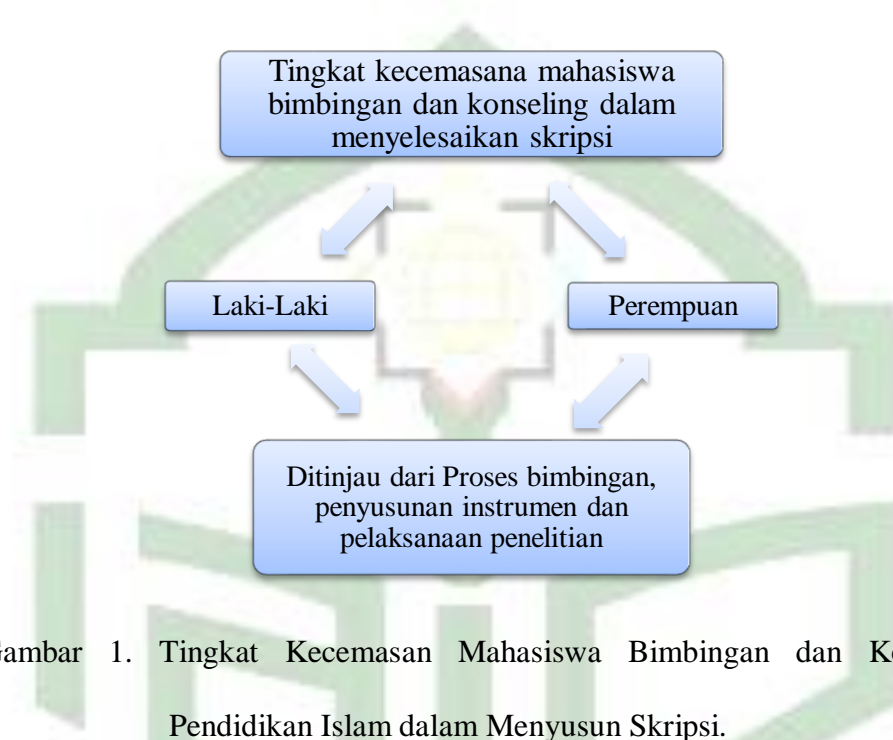 Tingkat kecemasana mahasiswa
bimbingan dan konseling dalam
menyelesaikan skripsi
Laki-Laki
Perempuan
Ditinjau dari Proses bimbingan,
penyusunan instrumen dan
pelaksanaan penelitian
1. Tingkat Kecemasan Mahasiswa Bimbingan dan
Pendidikan Islam dalam Menyusun Skripsi.